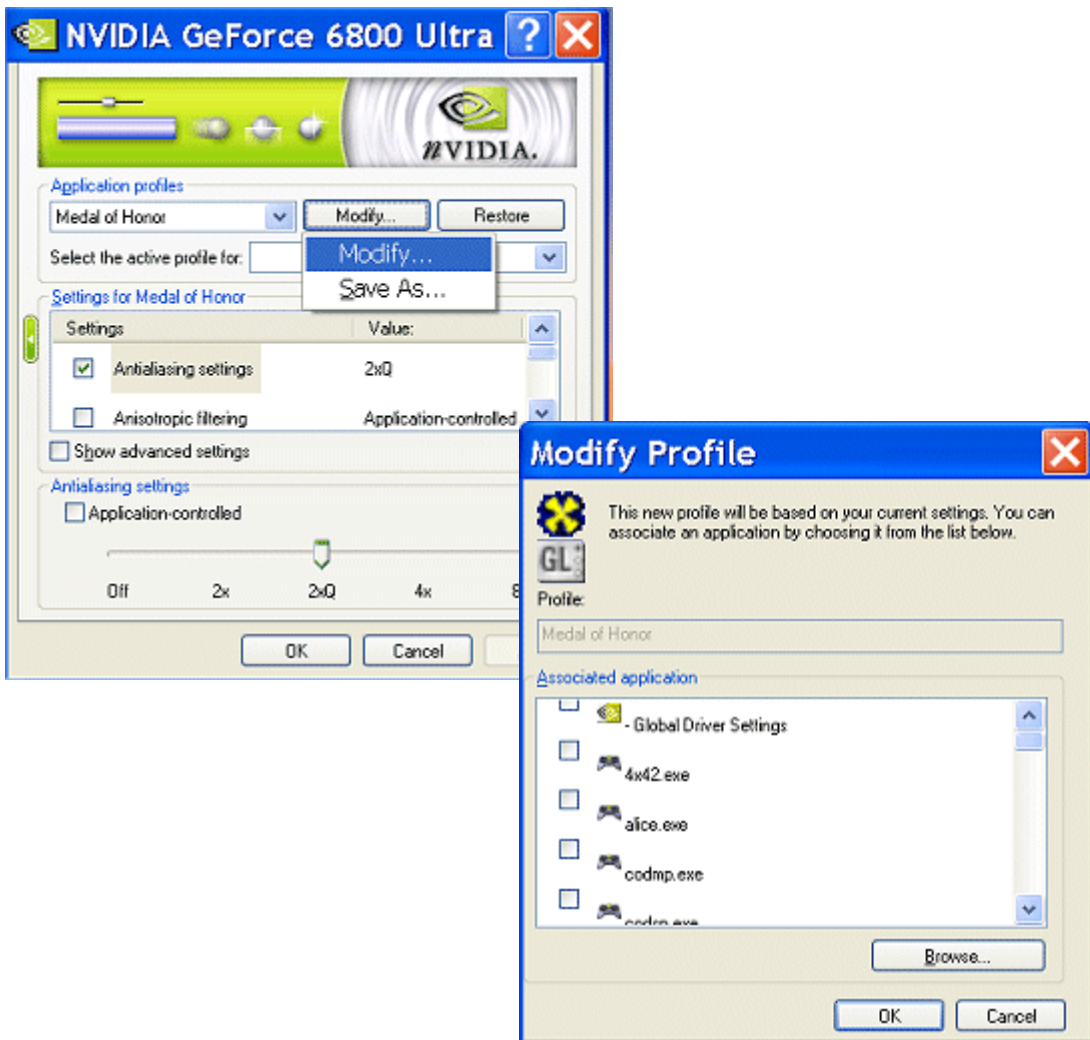 NVIDIA GeForce 6800 Ultra
nVIDIA.
Application profiles
Medal of Honor
Modify...
Restore
Select the active profile for:
Modify...
Save As...
Settings for Medal of Honor
Settings
Value:
Antialiasing settings
2xQ
Anisotropic filtering
Application-controlled
Show advanced settings
Antialiasing settings
Application-controlled
Off
2x
2xQ
4x
8
OK
Cancel
Modify Profile
This new profile will be based on your current settings. You can
associate an application by choosing it from the list below.
GL
Profile:
Medal of Honor
Associated application
- Global Driver Settings
4x42.exe
alice.exe
codmp.exe
Browse...
OK
Cancel